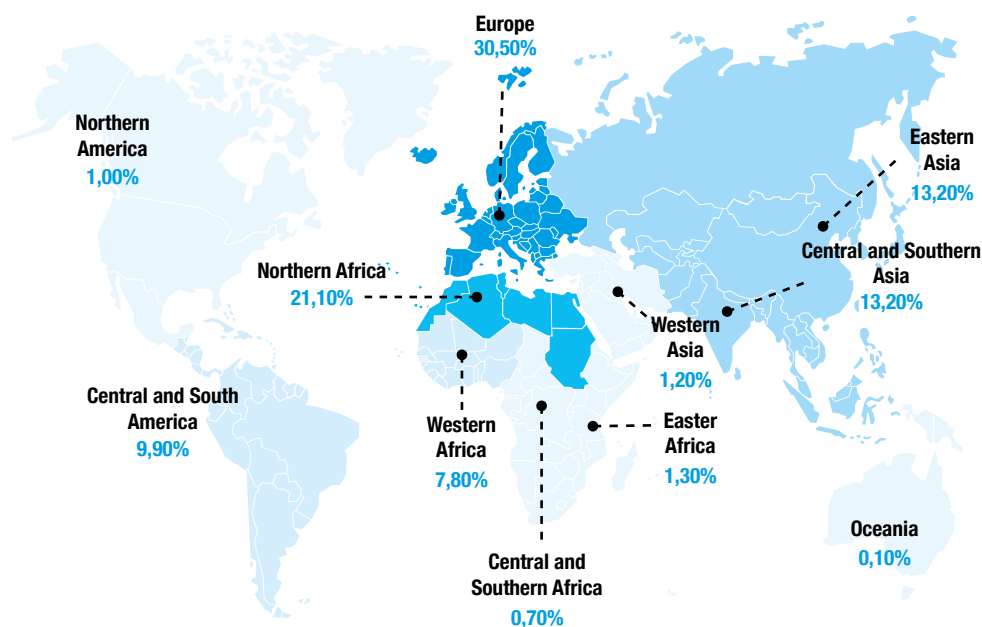 Europe
30,50%
Northern
America
1,00%
Eastern
Asia
13,20%
Central and Southern
Asia
13,20%
Northern Africa
21,10%
Western
Asia
1,20%
Central and South
America
9,90%
Western
Africa
7,80%
Easter
Africa
1,30%
Oceania
0,10%
Central and
Southern Africa
0,70%